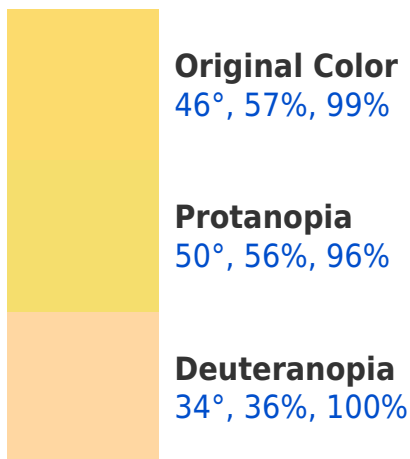 Original Color
46°, 57%, 99%
Protanopia
50°, 56%, 96%
Deuteranopia
34°, 36%, 100%